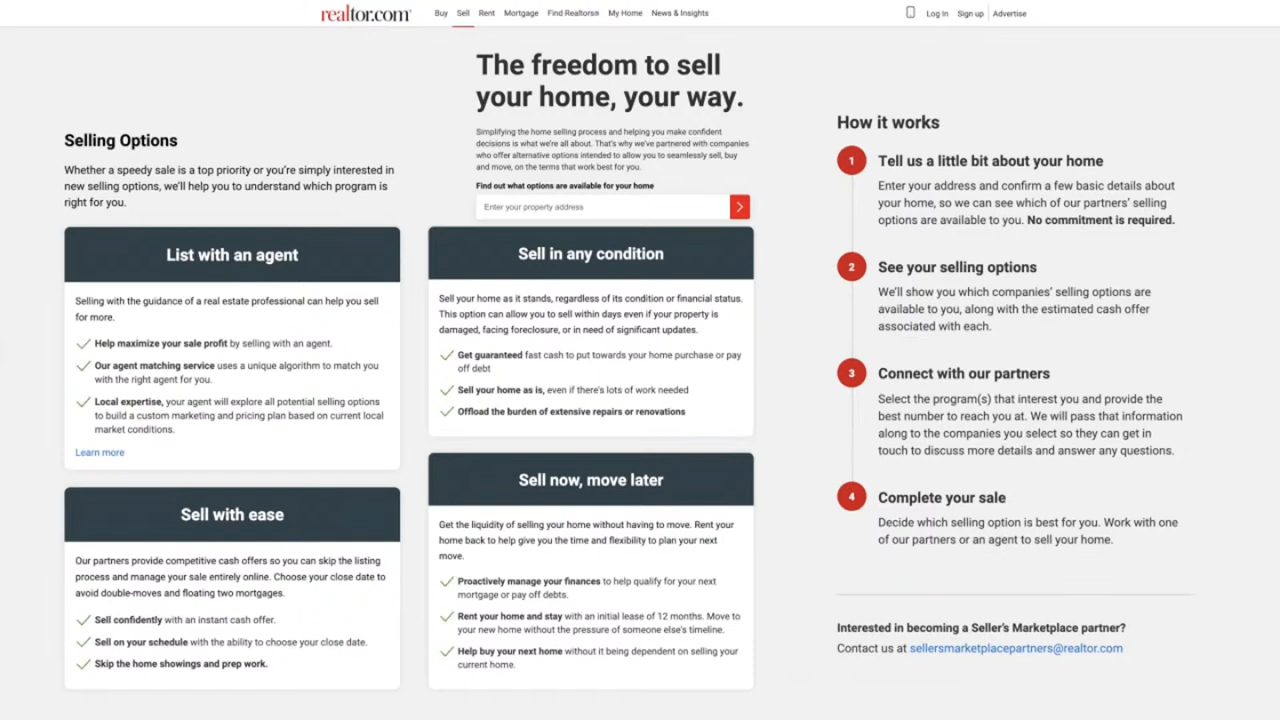 realtor.com®
Buy Sell Rent Mortgage Find Realtors® My Home News & Insights
Log In Sign up Advertise
The freedom to sell
your home, your way.
Simplifying the home selling process and helping you make confident
decisions is what we're all about. That's why we've partnered with companies
who offer alternative options intended to allow you to seamlessly sell, buy
and move, on the terms that work best for you.
Find out what options are available for your home
Enter your property address
Selling Options
Whether a speedy sale is a top priority or you're simply interested in
new selling options, we'll help you to understand which program is
right for you.
List with an agent
Selling with the guidance of a real estate professional can help you sell
for more.
Help maximize your sale profit by selling with an agent.
Our agent matching service uses a unique algorithm to match you
with the right agent for you.
Local expertise, your agent will explore all potential selling options
to build a custom marketing and pricing plan based on current local
market conditions.
Learn more
Sell with ease
Our partners provide competitive cash offers so you can skip the listing
process and manage your sale entirely online. Choose your close date to
avoid double-moves and floating two mortgages.
Sell confidently with an instant cash offer.
Sell on your schedule with the ability to choose your close date.
Skip the home showings and prep work.
Sell in any condition
Sell your home as it stands, regardless of its condition or financial status.
This option can allow you to sell within days even if your property is
damaged, facing foreclosure, or in need of significant updates.
Get guaranteed fast cash to put towards your home purchase or pay
off debt
Sell your home as is, even if there's lots of work needed
Offload the burden of extensive repairs or renovations
Sell now, move later
Get the liquidity of selling your home without having to move. Rent your
home back to help give you the time and flexibility to plan your next
move.
Proactively manage your finances to help qualify for your next
mortgage or pay off debts.
Rent your home and stay with an initial lease of 12 months. Move to
your new home without the pressure of someone else's timeline.
Help buy your next home without it being dependent on selling your
current home.
How it works
1 Tell us a little bit about your home
Enter your address and confirm a few basic details about
your home, so we can see which of our partners' selling
options are available to you. No commitment is required.
2 See your selling options
We'll show you which companies' selling options are
available to you, along with the estimated cash offer
associated with each.
3 Connect with our partners
Select the program(s) that interest you and provide the
best number to reach you at. We will pass that information
along to the companies you select so they can get in
touch to discuss more details and answer any questions.
4 Complete your sale
Decide which selling option is best for you. Work with one
of our partners or an agent to sell your home.
Interested in becoming a Seller's Marketplace partner?
Contact us at sellersmarketplacepartners@realtor.com